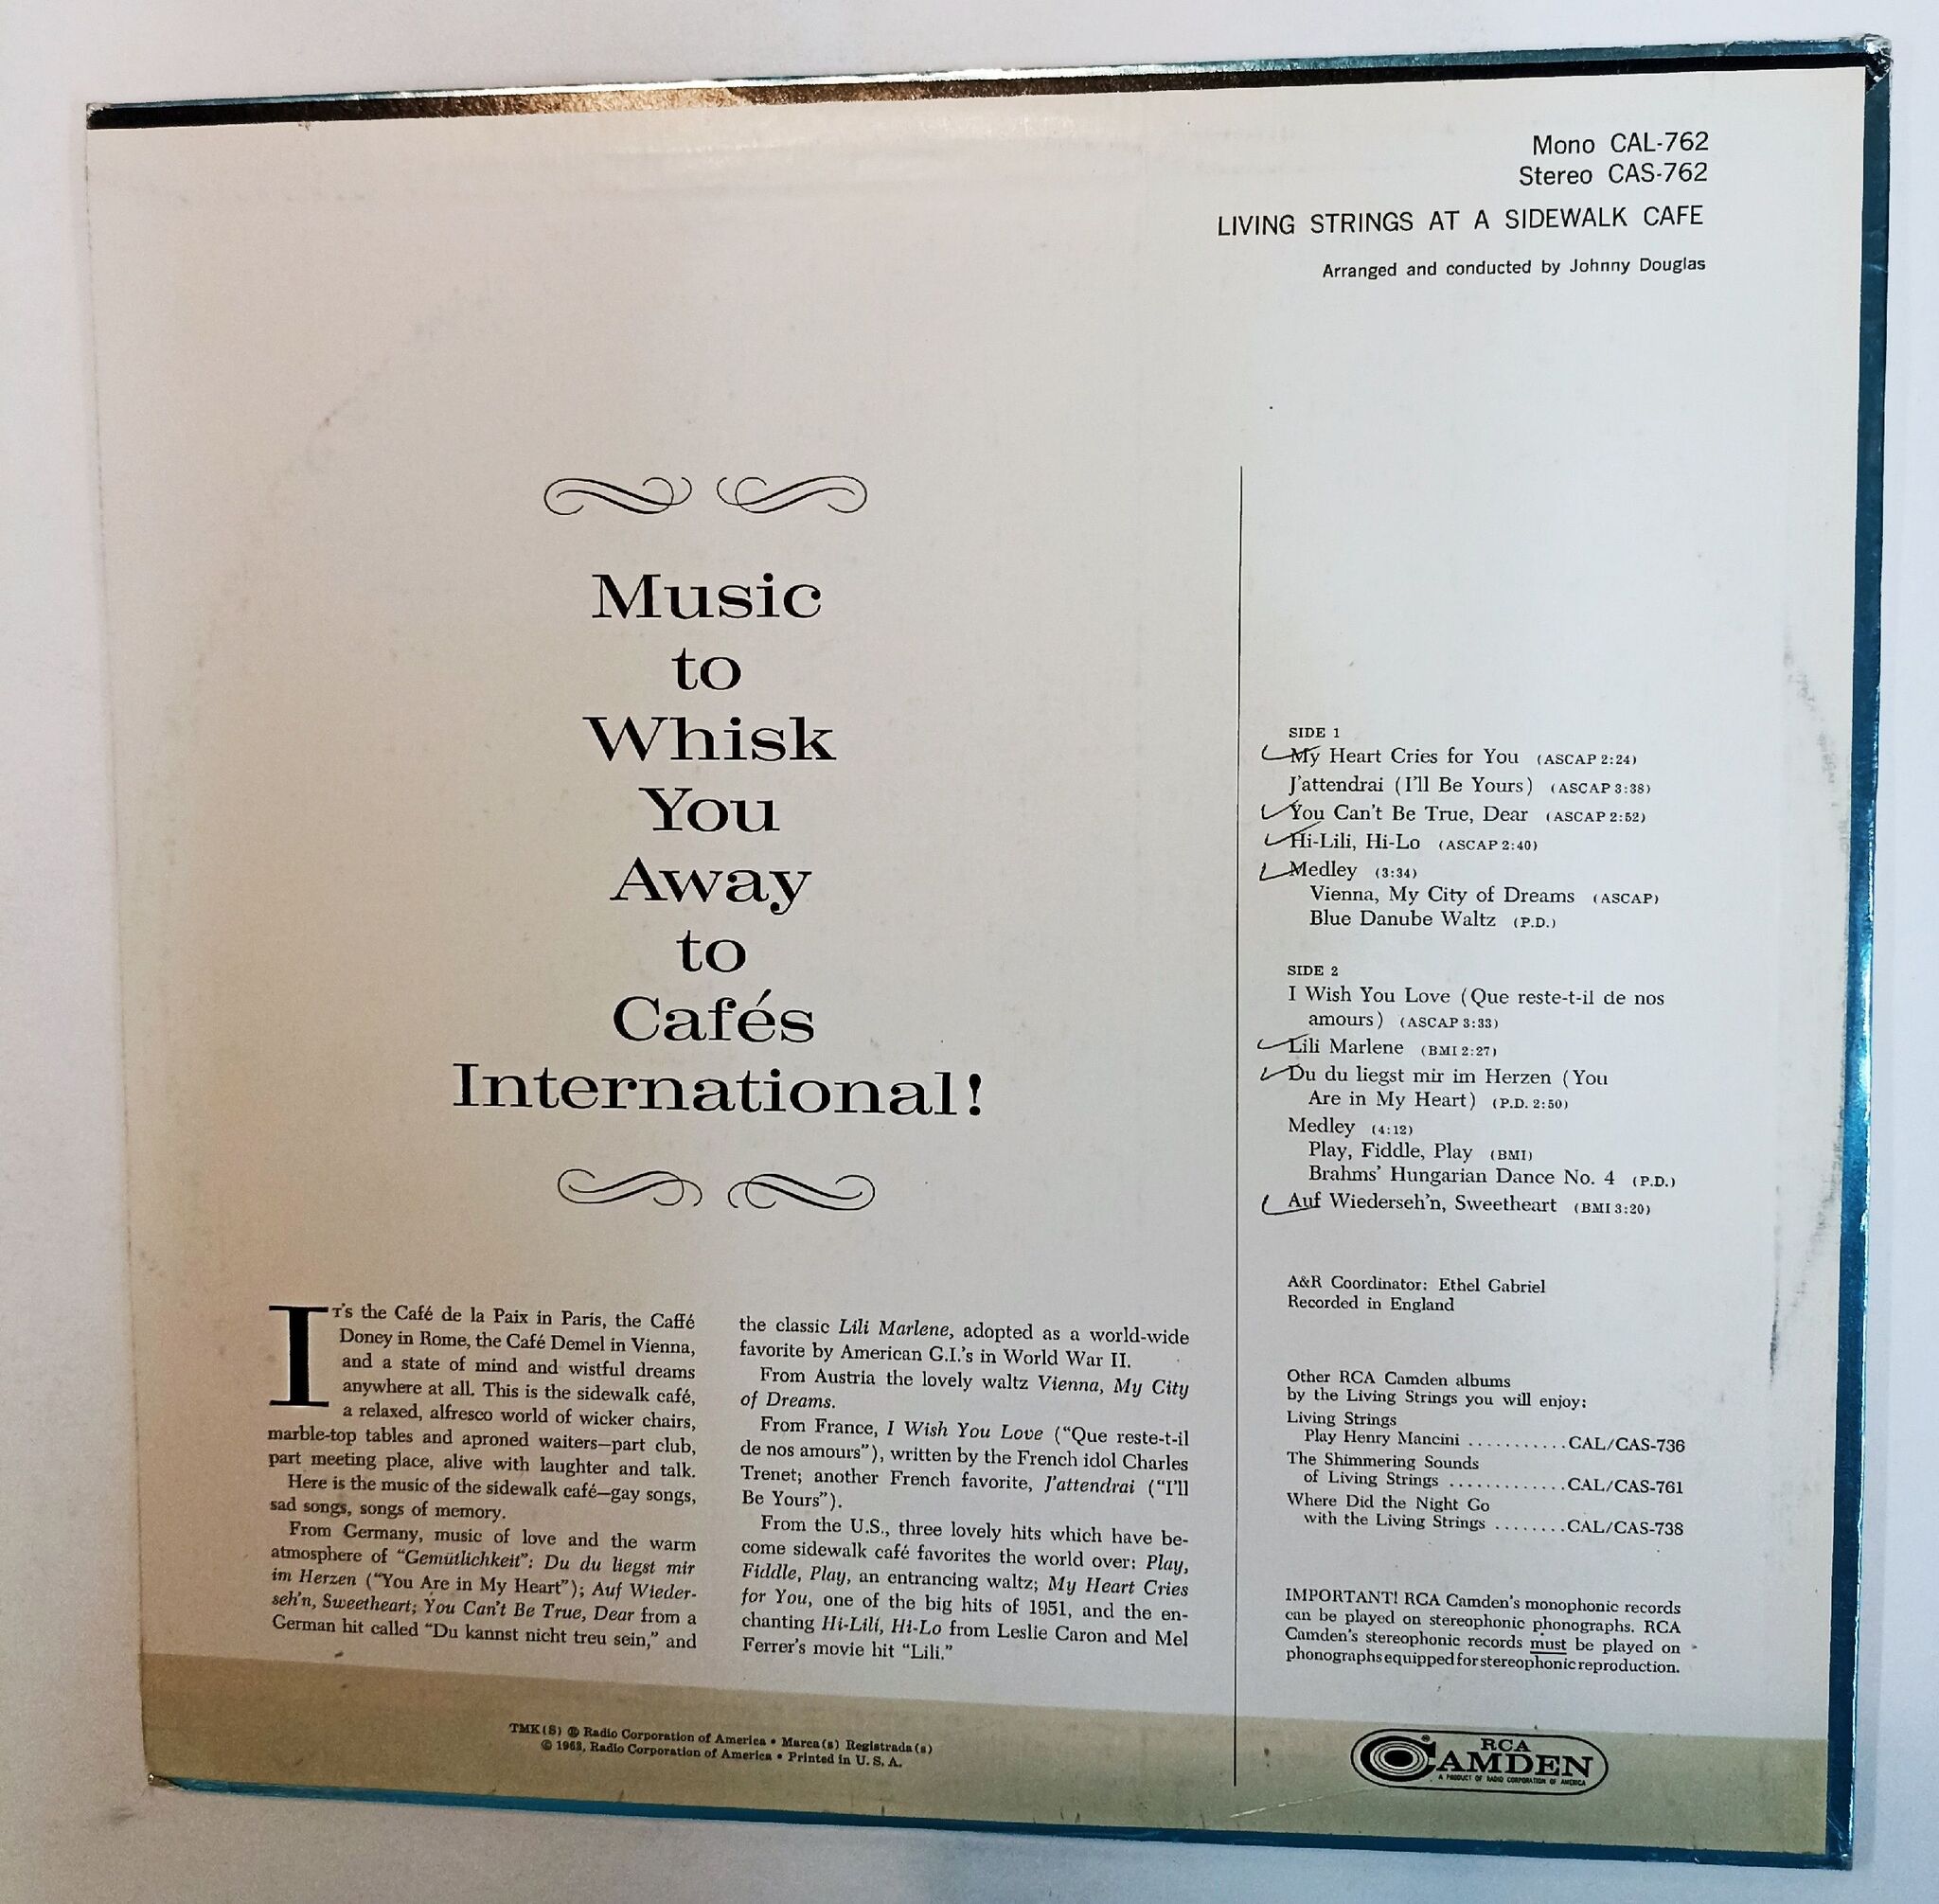 Mono CAL-762
Stereo CAS-762
LIVING STRINGS AT A SIDEWALK CAFE
Arranged and conducted by Johnny Douglas
Music
to
Whisk
You
Away
to
Cafés
International!
IT'S the Café de la Paix in Paris, the Caffé
Doney in Rome, the Café Demel in Vienna,
and a state of mind and wistful dreams
anywhere at all. This is the sidewalk café,
a relaxed, alfresco world of wicker chairs,
marble-top tables and aproned waiters—part club,
part meeting place, alive with laughter and talk.
Here is the music of the sidewalk café—gay songs,
sad songs, songs of memory.
From Germany, music of love and the warm
atmosphere of "Gemütlichkeit": Du du liegst mir
im Herzen ("You Are in My Heart"); Auf Wieder-
seh'n, Sweetheart; You Can't Be True, Dear from a
German hit called "Du kannst nicht treu sein," and
the classic Lili Marlene, adopted as a world-wide
favorite by American G.I.'s in World War II.
From Austria the lovely waltz Vienna, My City
of Dreams.
From France, I Wish You Love ("Que reste-t-il
de nos amours"), written by the French idol Charles
Trenet; another French favorite, J'attendrai ("I'll
Be Yours").
From the U.S., three lovely hits which have be-
come sidewalk café favorites the world over: Play,
Fiddle, Play, an entrancing waltz; My Heart Cries
for You, one of the big hits of 1951, and the en-
chanting Hi-Lili, Hi-Lo from Leslie Caron and Mel
Ferrer's movie hit "Lili."
SIDE 1
My Heart Cries for You (ASCAP 2:24)
J'attendrai (I'll Be Yours) (ASCAP 3:38)
You Can't Be True, Dear (ASCAP 2:52)
Hi-Lili, Hi-Lo (ASCAP 2:40)
Medley (3:34)
Vienna, My City of Dreams (ASCAP)
Blue Danube Waltz (P.D.)
SIDE 2
I Wish You Love (Que reste-t-il de nos
amours) (ASCAP 3:33)
Lili Marlene (BMI 2:27)
Du du liegst mir im Herzen (You
Are in My Heart) (P.D. 2:50)
Medley (4:12)
Play, Fiddle, Play (BMI)
Brahms' Hungarian Dance No. 4 (P.D.)
Auf Wiederseh'n, Sweetheart (BMI 3:20)
A&R Coordinator: Ethel Gabriel
Recorded in England
Other RCA Camden albums
by the Living Strings you will enjoy:
Living Strings
Play Henry Mancini ...........CAL/CAS-736
The Shimmering Sounds
of Living Strings .............CAL/CAS-761
Where Did the Night Go
with the Living Strings ........CAL/CAS-738
IMPORTANT! RCA Camden's monophonic records
can be played on stereophonic phonographs. RCA
Camden's stereophonic records must be played on
phonographs equipped for stereophonic reproduction.
TMK(S) ® Radio Corporation of America • Marca(s) Registrada(s)
© 1963, Radio Corporation of America • Printed in U. S. A.
RCA
CAMDEN
A PRODUCT OF RADIO CORPORATION OF AMERICA